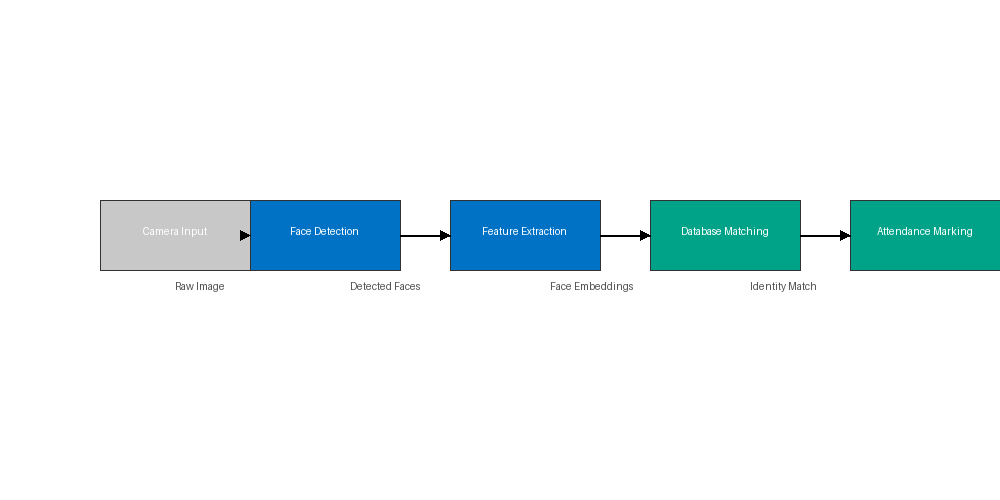 Camera Input
Face Detection
Feature Extraction
Database Matching
Attendance Marking
Raw Image
Detected Faces
Face Embeddings
Identity Match